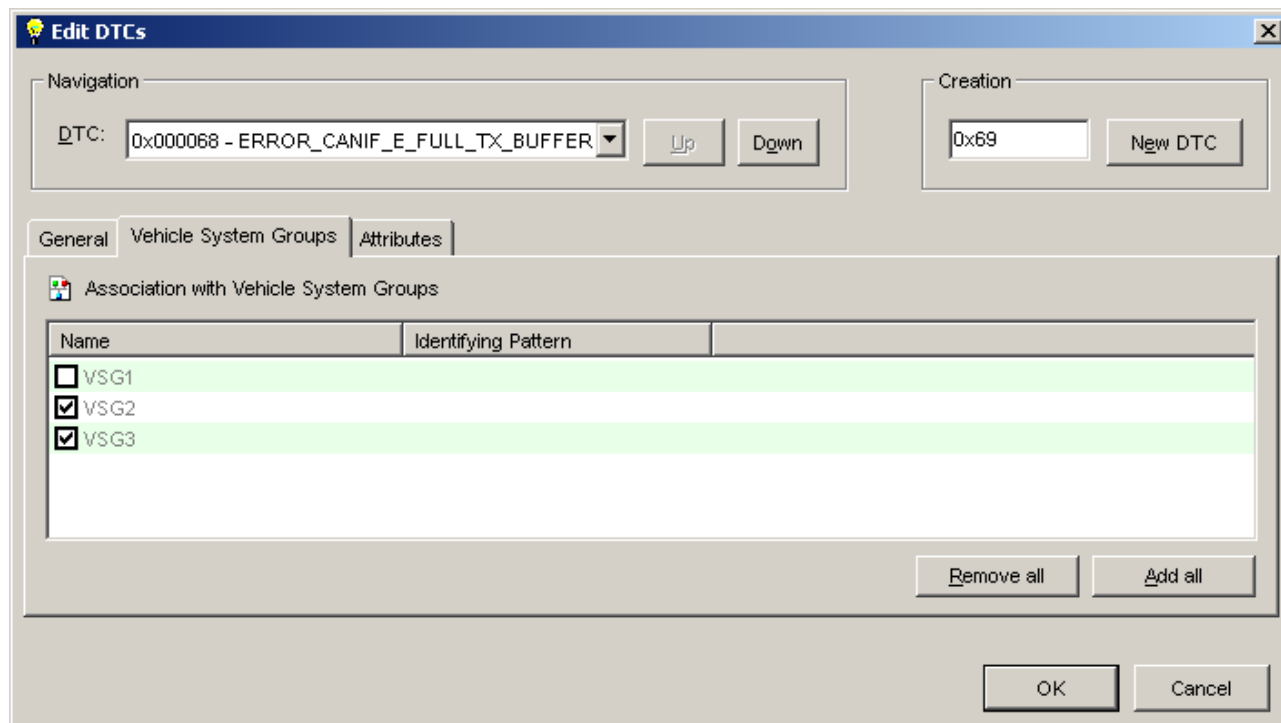 Edit DTCs
Navigation
DTC: 0x000068 - ERROR_CANIF_E_FULL_TX_BUFFER Up Down
Creation
0x69 New DTC
General Vehicle System Groups Attributes
Association with Vehicle System Groups
Name Identifying Pattern
VSG1
VSG2
VSG3
Remove all Add all
OK Cancel